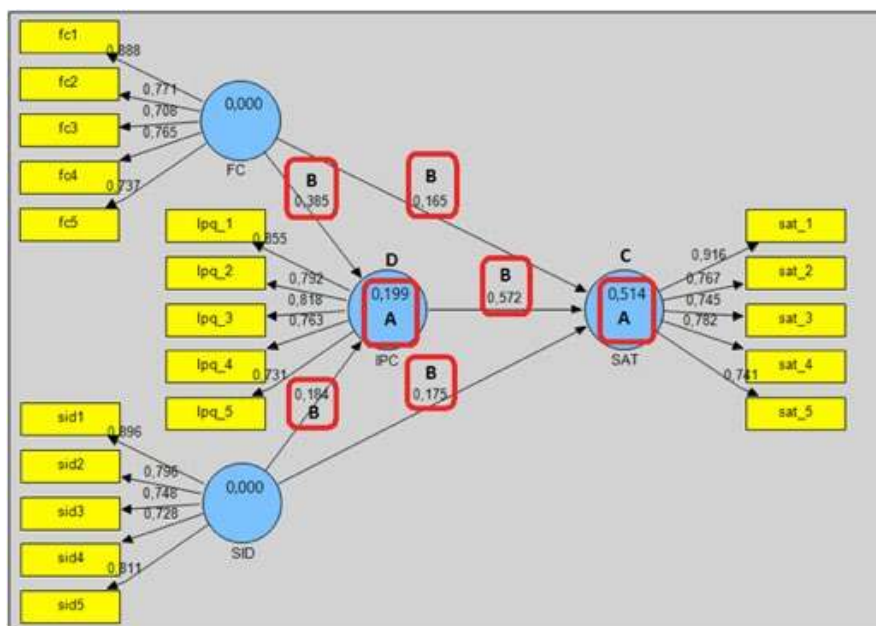 fc1
0,888
fc2
0,771
fc3
0,708
fc4
0,765
fc5
0,737
0,000
FC
B
0,385
B
0,165
lpq_1
0,855
lpq_2
0,792
lpq_3
0,818
lpq_4
0,763
lpq_5
0,731
D
0,199
A
IPC
B
0,572
C
0,514
A
SAT
sat_1
0,916
sat_2
0,767
sat_3
0,745
sat_4
0,782
sat_5
0,741
B
0,175
0,184
B
sid1
0,896
sid2
0,796
sid3
0,748
sid4
0,728
sid5
0,811
0,000
SID